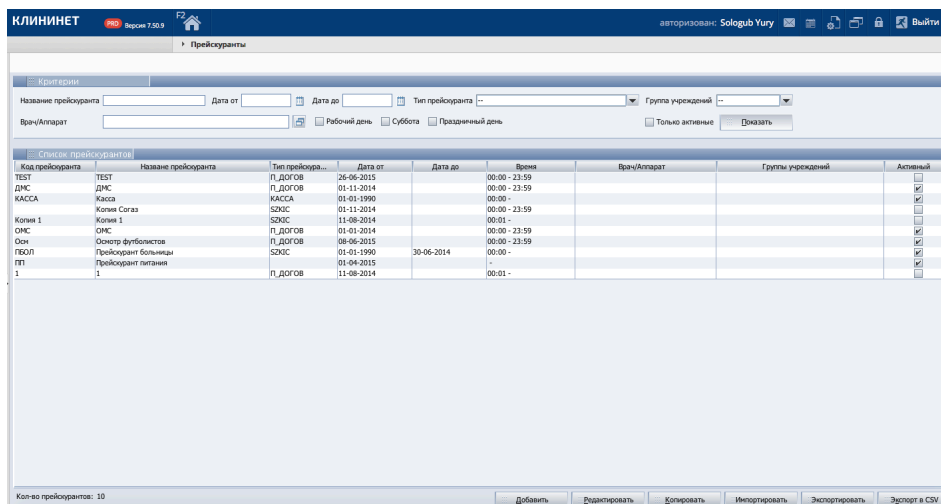 КЛИНИНЕТ PRO Версия 7.50.9 F2 авторизован: Sologub Yury Выйти
Прейскуранты
Критерии
Название прейскуранта Дата от Дата до Тип прейскуранта -- Группа учреждений --
Врач/Аппарат Рабочий день Суббота Праздничный день Только активные Показать
Список прейскурантов
Код прейскуранта Названe прейскуранта Тип прейскура... Дата от Дата до Время Врач/Аппарат Группы учреждений Активный
TEST TEST П_ДОГОВ 26-06-2015 00:00 - 23:59
ДМС ДМС П_ДОГОВ 01-11-2014 00:00 - 23:59
КАССА Касса КАССА 01-01-1990 00:00 -
Копия Согаз SZKIC 01-11-2014 00:00 - 23:59
Копия 1 Копия 1 SZKIC 11-08-2014 00:01 -
ОМС ОМС П_ДОГОВ 01-01-2014 00:00 - 23:59
Осм Осмотр футболистов П_ДОГОВ 08-06-2015 00:00 - 23:59
ПБОЛ Прейскурант больницы SZKIC 01-01-1990 30-06-2014 00:00 -
ПП Прейскурант питания 01-04-2015 -
1 1 П_ДОГОВ 11-08-2014 00:01 -
Кол-во прейскурантов: 10 Добавить Редактировать Копировать Импортировать Экспортировать Экспорт в CSV